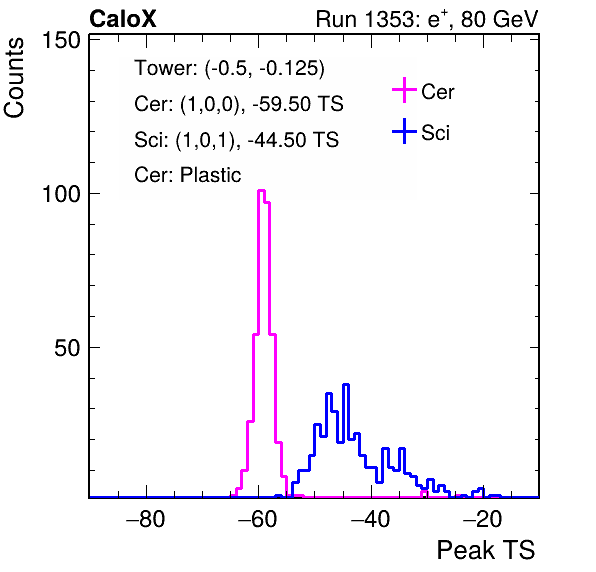 CaloX Run 1353: e⁺, 80 GeV
Counts
150
100
50
Tower: (-0.5, -0.125)
Cer: (1,0,0), -59.50 TS
Sci: (1,0,1), -44.50 TS
Cer: Plastic
Cer
Sci
−80 −60 −40 −20
Peak TS